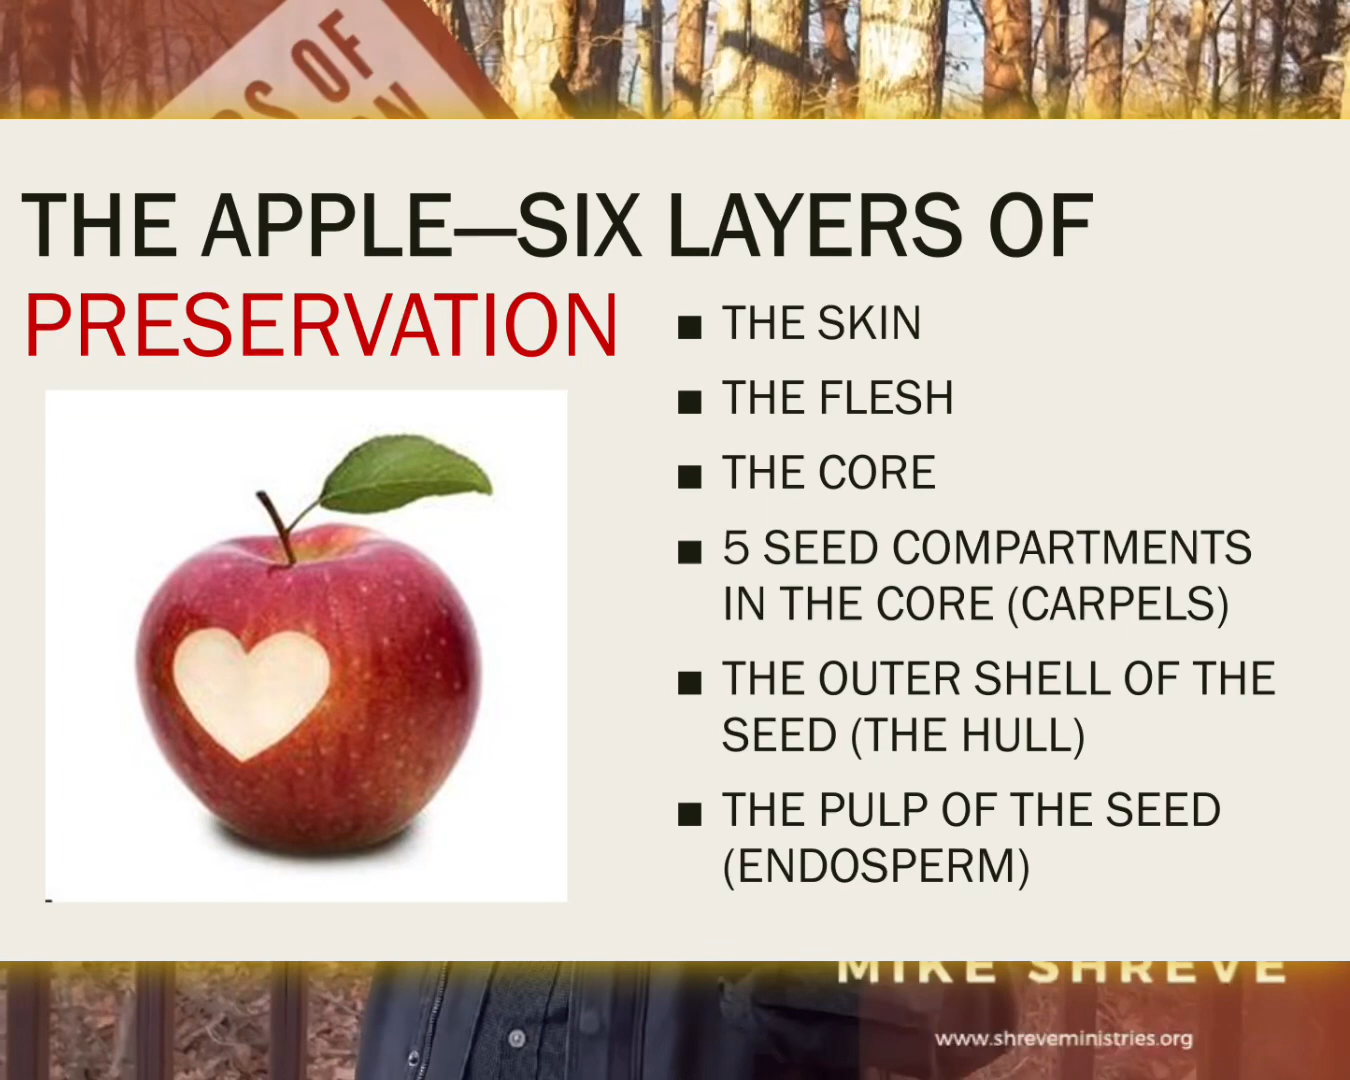 OF
THE APPLE—SIX LAYERS OF
PRESERVATION
■ THE SKIN
■ THE FLESH
■ THE CORE
■ 5 SEED COMPARTMENTS
IN THE CORE (CARPELS)
■ THE OUTER SHELL OF THE
SEED (THE HULL)
■ THE PULP OF THE SEED
(ENDOSPERM)
MIKE SHREVE
www.shreveministries.org